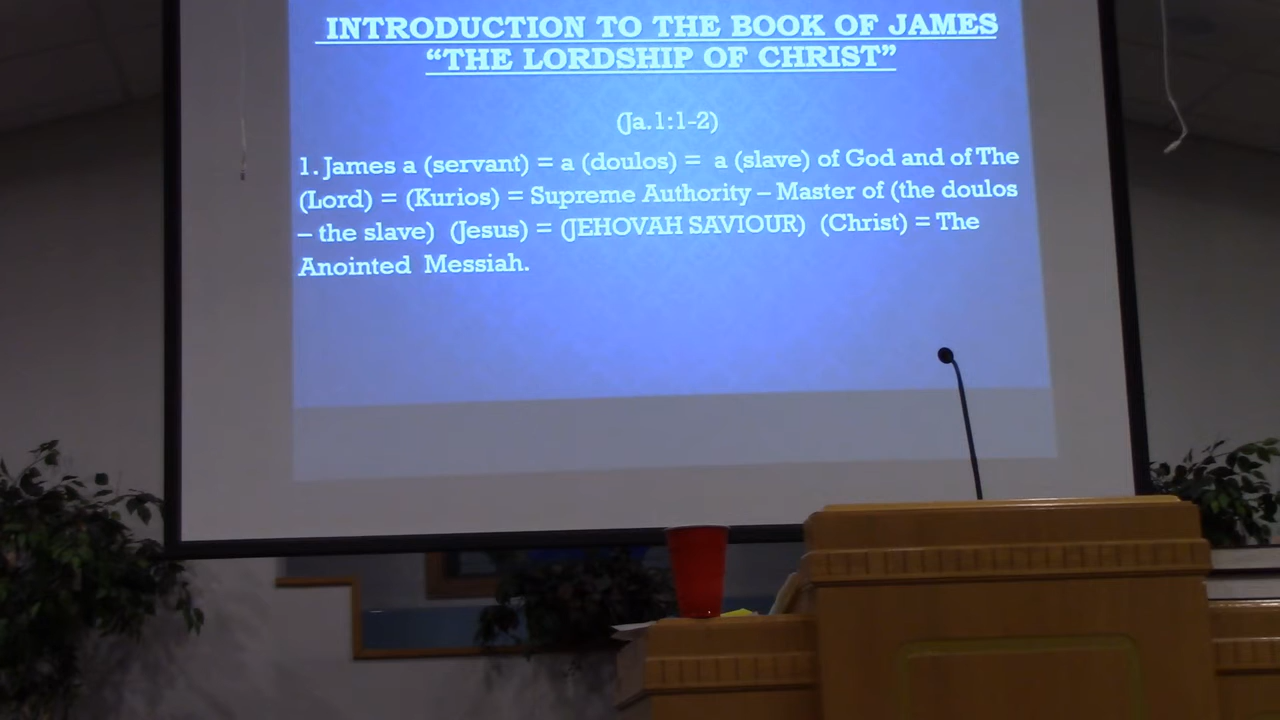 INTRODUCTION TO THE BOOK OF JAMES
“THE LORDSHIP OF CHRIST”
(Ja.1:1-2)
1. James a (servant) = a (doulos) = a (slave) of God and of The
(Lord) = (Kurios) = Supreme Authority – Master of (the doulos
– the slave) (Jesus) = (JEHOVAH SAVIOUR) (Christ) = The
Anointed Messiah.